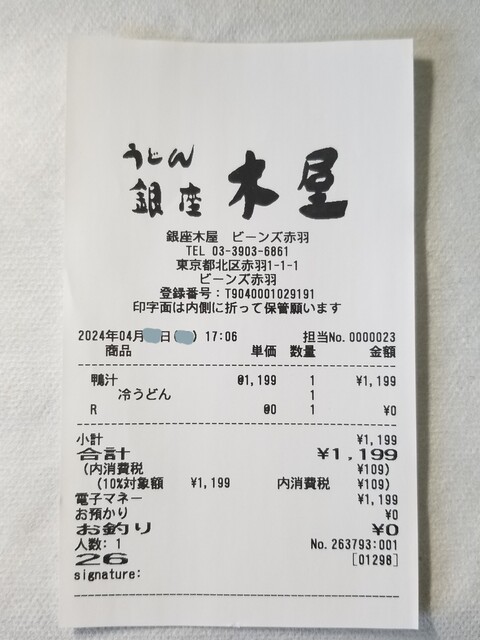 うどん
銀座 木屋
銀座木屋 ビーンズ赤羽
TEL 03-3903-6861
東京都北区赤羽1-1-1
ビーンズ赤羽
登録番号：T9040001029191
印字面は内側に折って保管願います
2024年04月 日( ) 17:06 担当No.0000023
商品 単価 数量 金額
鴨汁 @1,199 1 ¥1,199
冷うどん 1
R @0 1 ¥0
小計 ¥1,199
合計 ¥1,199
(内消費税 ¥109)
(10%対象額 ¥1,199 内消費税 ¥109)
電子マネー ¥1,199
お預かり ¥0
お釣り ¥0
人数: 1 No.263793:001
26 [01298]
signature: